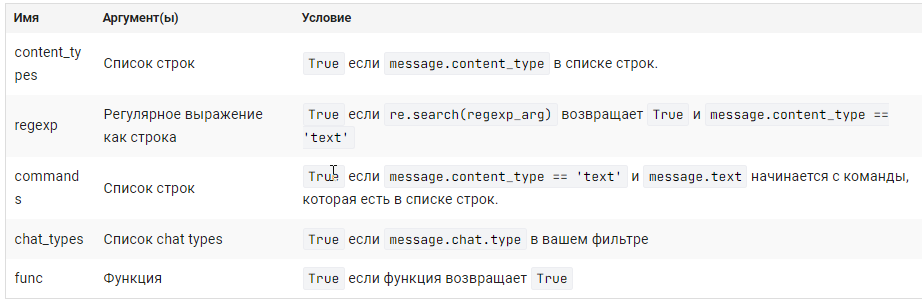 Имя Аргумент(ы) Условие
content_ty
pes
Список строк
True если message.content_type в списке строк.
regexp
Регулярное выражение
как строка
True если re.search(regexp_arg) возвращает True и message.content_type ==
'text'
command
s
Список строк
True если message.content_type == 'text' и message.text начинается с команды,
которая есть в списке строк.
chat_types Список chat types True если message.chat.type в вашем фильтре
func Функция True если функция возвращает True